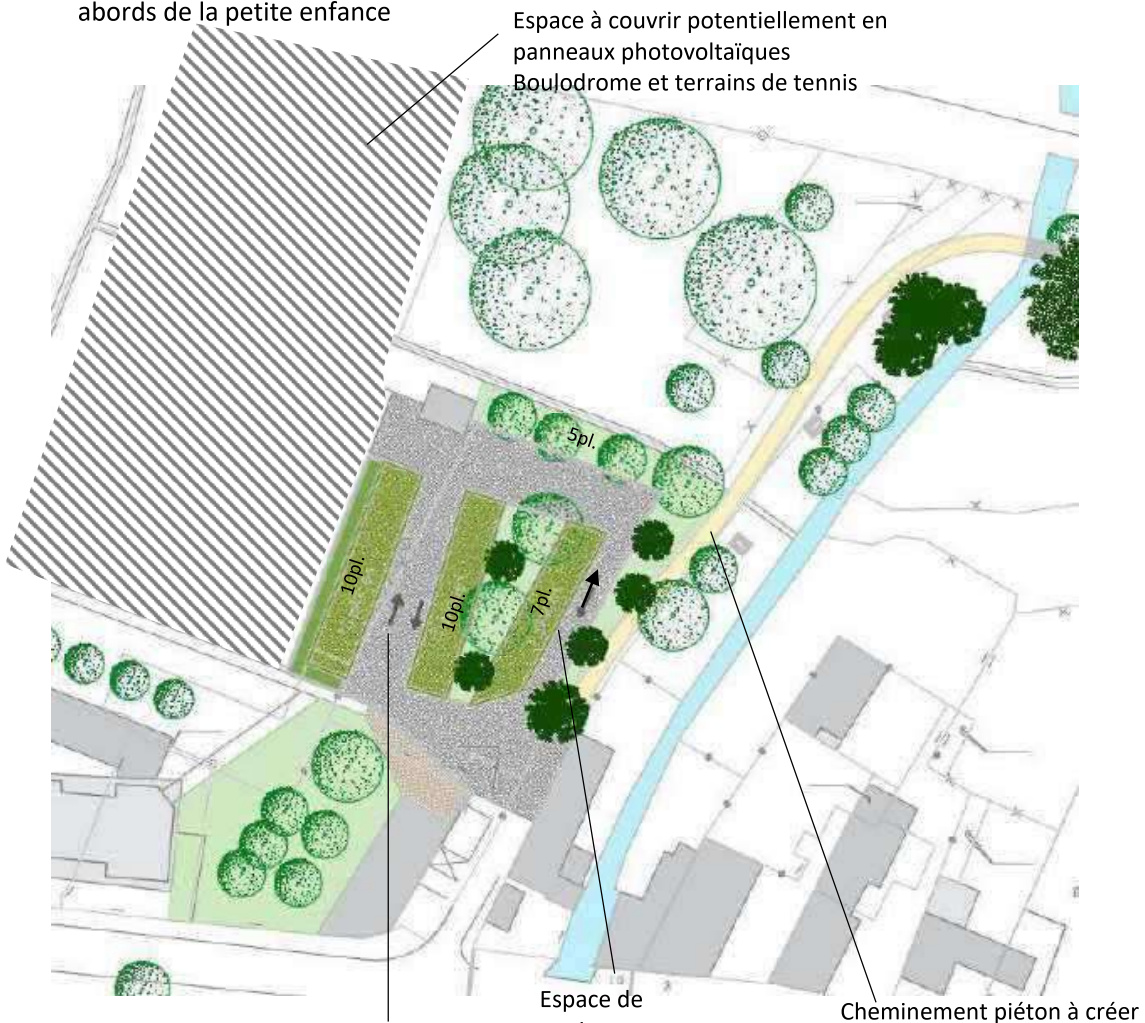 abords de la petite enfance
Espace à couvrir potentiellement en
panneaux photovoltaïques
Boulodrome et terrains de tennis
5pl.
10pl.
10pl.
7pl.
Espace de
Cheminement piéton à créer